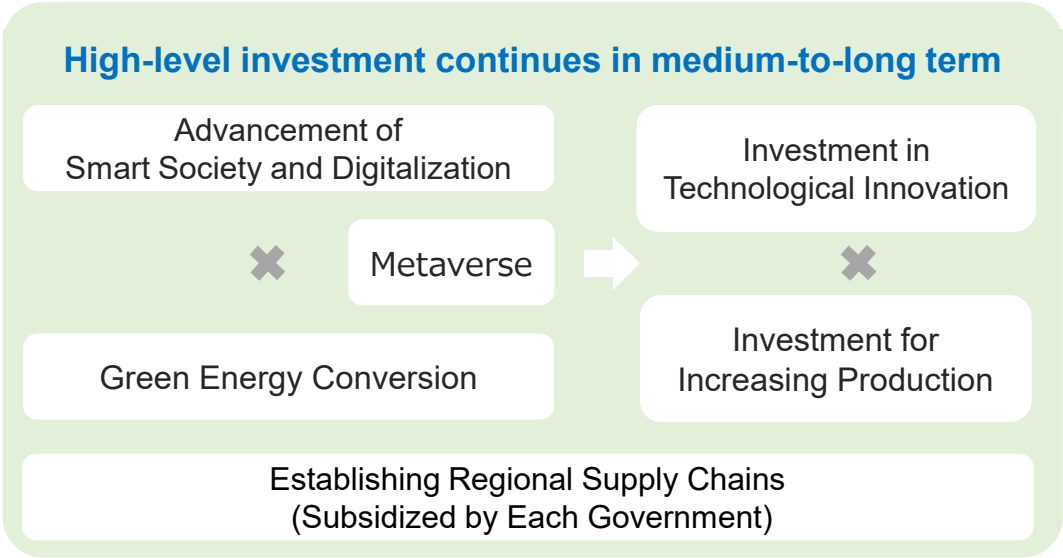 High-level investment continues in medium-to-long term
Advancement of
Smart Society and Digitalization
Metaverse
Green Energy Conversion
Investment in
Technological Innovation
Investment for
Increasing Production
Establishing Regional Supply Chains
(Subsidized by Each Government)